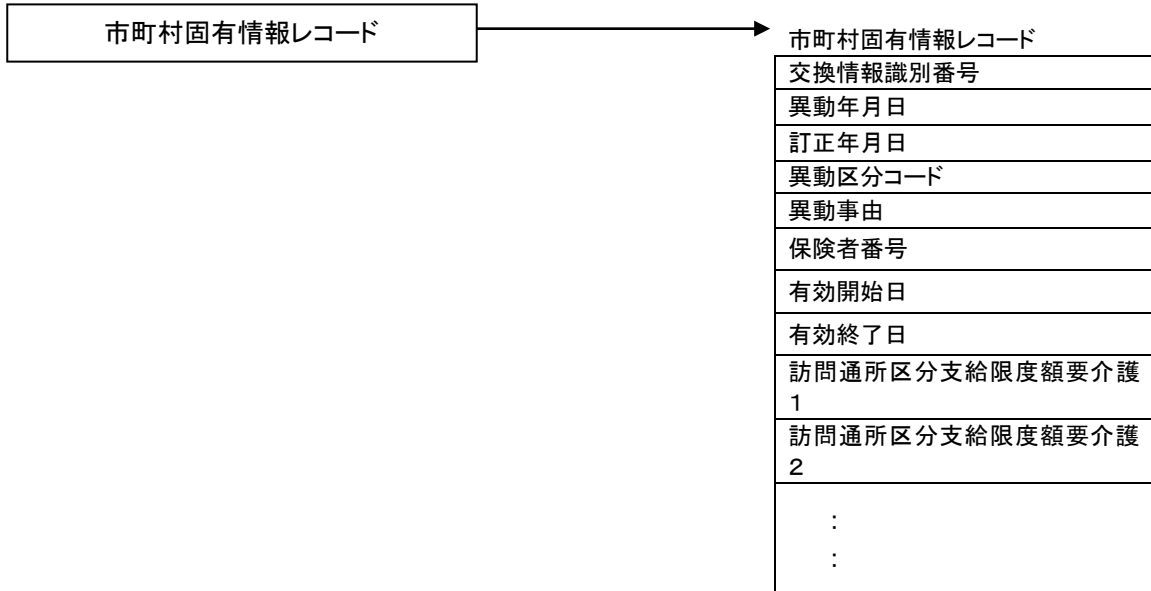 市町村固有情報レコード
市町村固有情報レコード
交換情報識別番号
異動年月日
訂正年月日
異動区分コード
異動事由
保険者番号
有効開始日
有効終了日
訪問通所区分支給限度額要介護
1
訪問通所区分支給限度額要介護
2
:
: